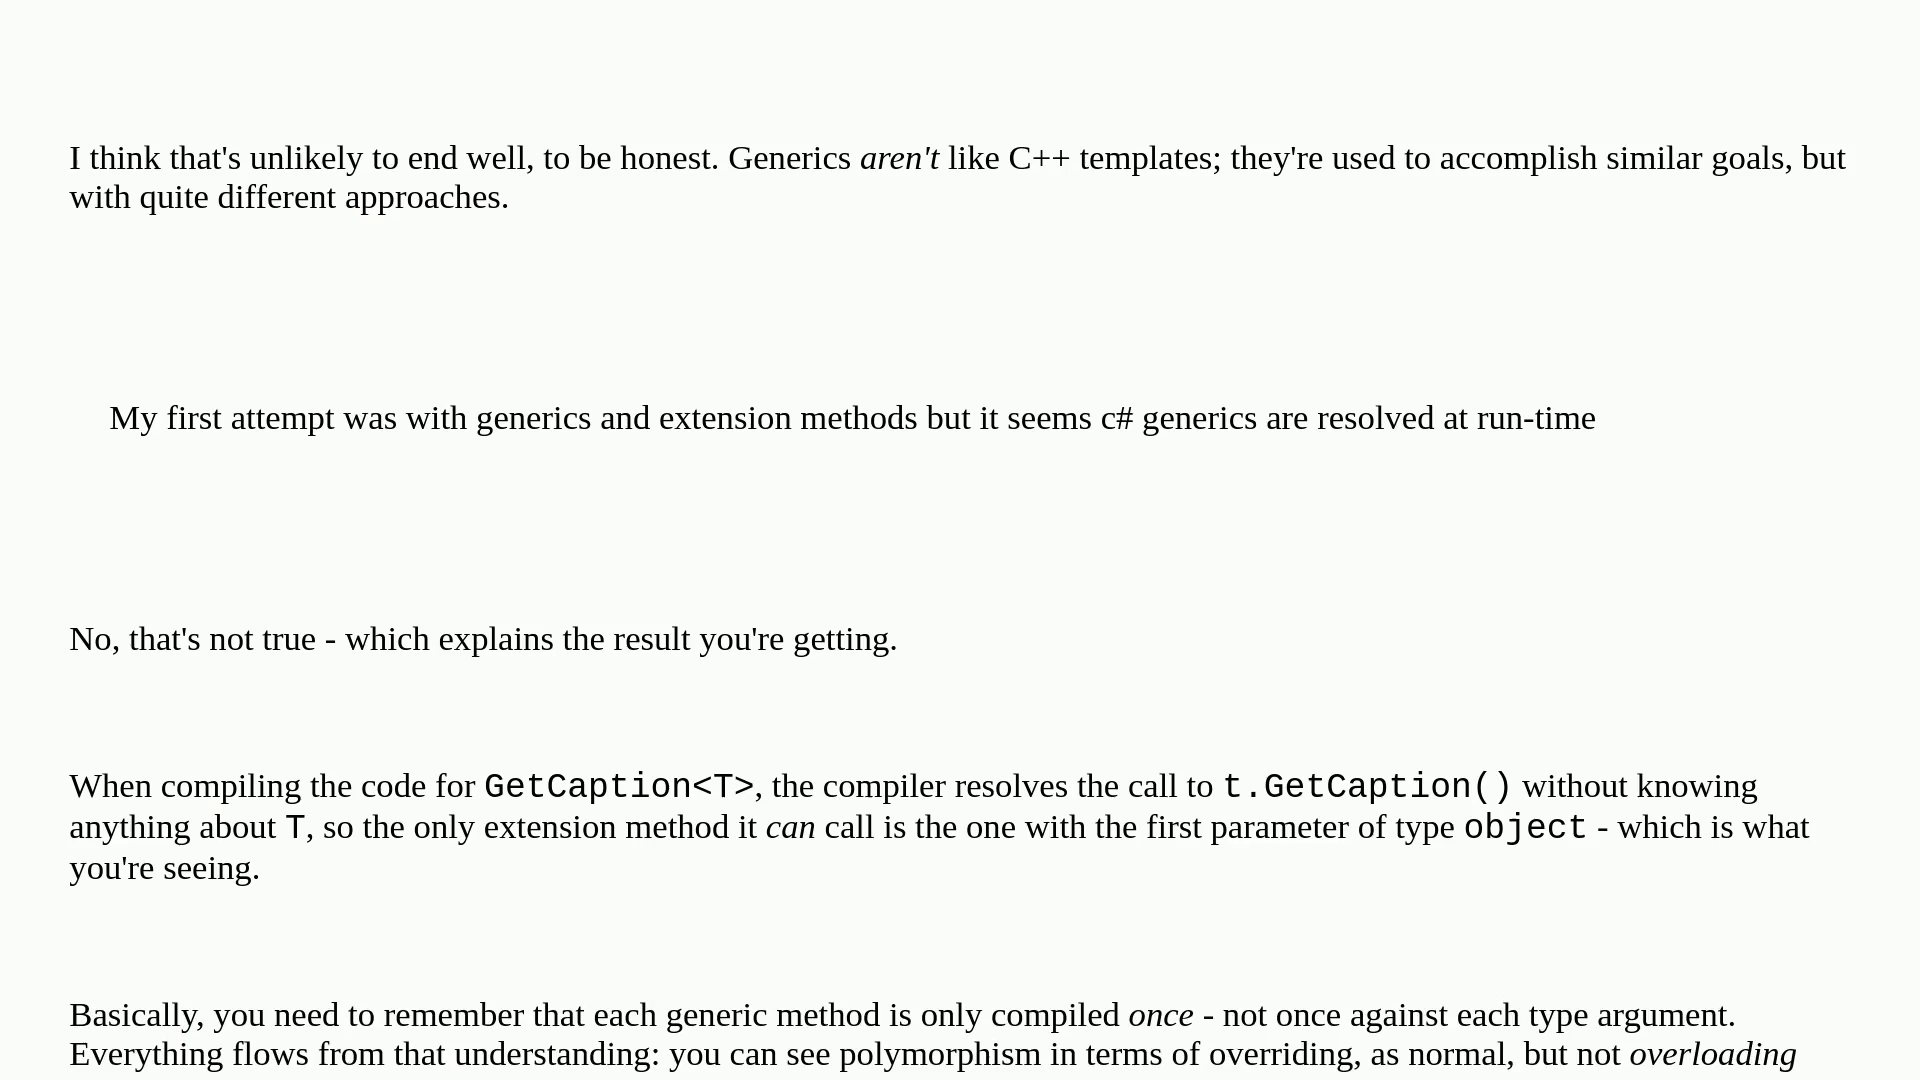 I think that's unlikely to end well, to be honest. Generics aren't like C++ templates; they're used to accomplish similar goals, but
with quite different approaches.
My first attempt was with generics and extension methods but it seems c# generics are resolved at run-time
No, that's not true - which explains the result you're getting.
When compiling the code for GetCaption<T>, the compiler resolves the call to t.GetCaption() without knowing
anything about T, so the only extension method it can call is the one with the first parameter of type object - which is what
you're seeing.
Basically, you need to remember that each generic method is only compiled once - not once against each type argument.
Everything flows from that understanding: you can see polymorphism in terms of overriding, as normal, but not overloading